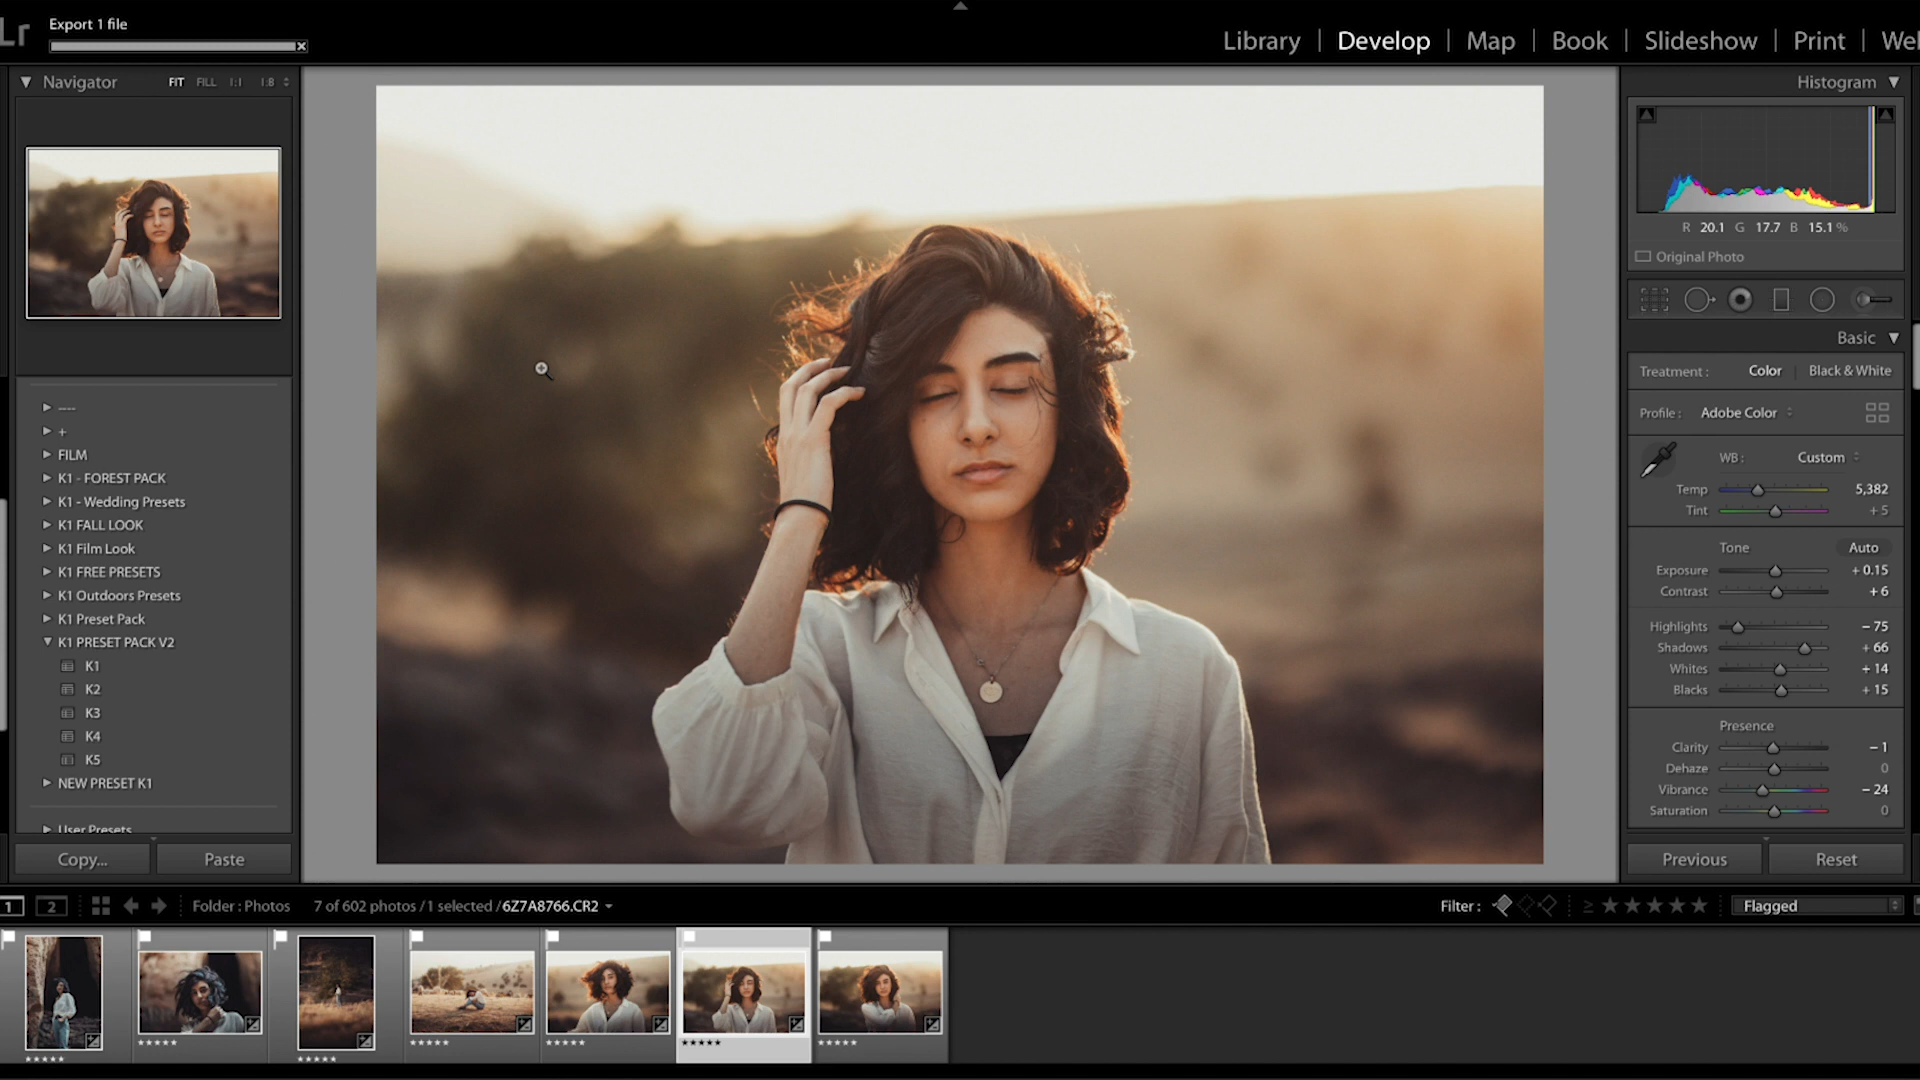 Lr
Export 1 file
Library | Develop | Map | Book | Slideshow | Print |
Navigator FIT FILL 1:1 1:8
----
+
FILM
K1 - FOREST PACK
K1 - Wedding Presets
K1 FALL LOOK
K1 Film Look
K1 FREE PRESETS
K1 Outdoors Presets
K1 Preset Pack
K1 PRESET PACK V2
K1
K2
K3
K4
K5
NEW PRESET K1
User Presets
Copy... Paste
Histogram
R 20.1 G 17.7 B 15.1 %
Original Photo
Basic
Treatment : Color Black & White
Profile : Adobe Color
WB : Custom
Temp 5,382
Tint + 5
Tone Auto
Exposure + 0.15
Contrast + 6
Highlights − 75
Shadows + 66
Whites + 14
Blacks + 15
Presence
Clarity − 1
Dehaze 0
Vibrance − 24
Saturation 0
Previous Reset
1 2 Folder : Photos 7 of 602 photos / 1 selected / 6Z7A8766.CR2 Filter : ≥ ★★★★★ Flagged